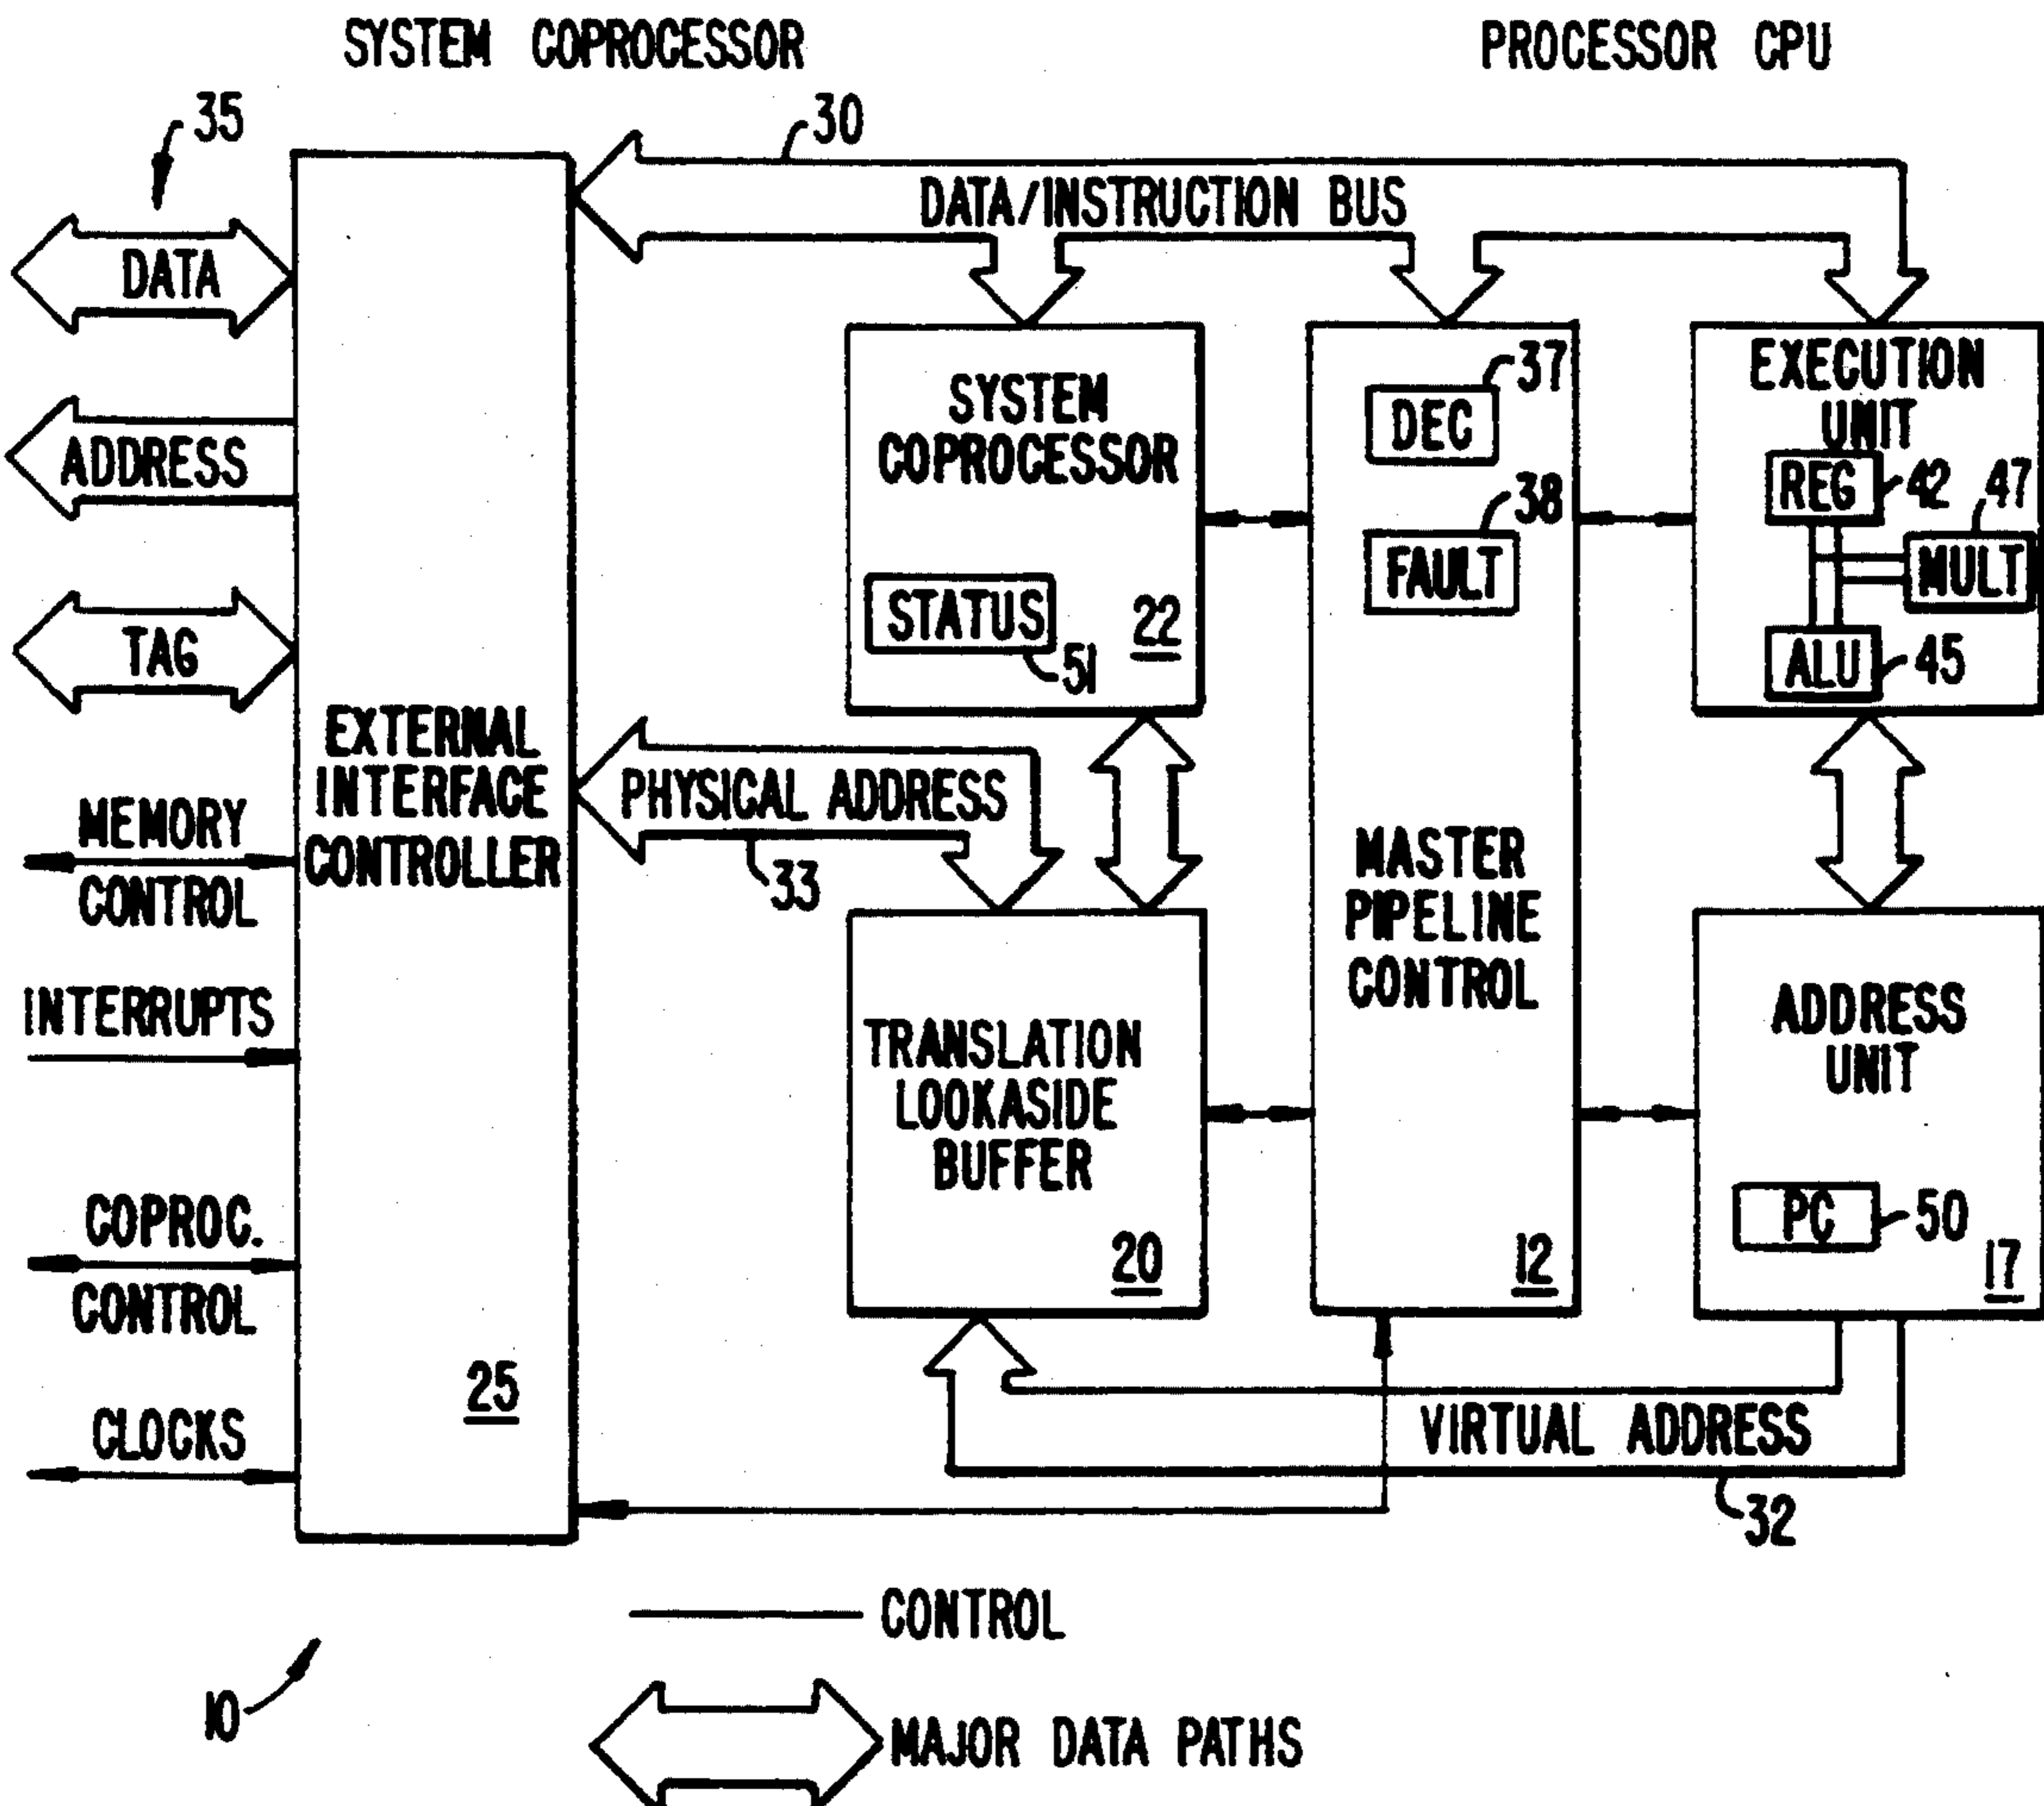 SYSTEM COPROCESSOR
PROCESSOR CPU
35
30
DATA/INSTRUCTION BUS
DATA
ADDRESS
TAG
MEMORY
CONTROL
INTERRUPTS
COPROC.
CONTROL
CLOCKS
EXTERNAL
INTERFACE
CONTROLLER
25
SYSTEM
COPROCESSOR
STATUS
22
51
PHYSICAL ADDRESS
33
TRANSLATION
LOOKASIDE
BUFFER
20
37
DEC
38
FAULT
MASTER
PIPELINE
CONTROL
12
EXECUTION
UNIT
REG
42
47
MULT
ALU
45
ADDRESS
UNIT
PC
50
17
VIRTUAL ADDRESS
32
CONTROL
10
MAJOR DATA PATHS